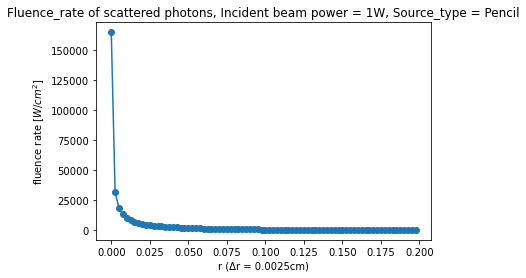 Fluence_rate of scattered photons, Incident beam power = 1W, Source_type = Pencil
fluence rate [W/cm²]
150000
125000
100000
75000
50000
25000
0
0.000 0.025 0.050 0.075 0.100 0.125 0.150 0.175 0.200
r (Δr = 0.0025cm)